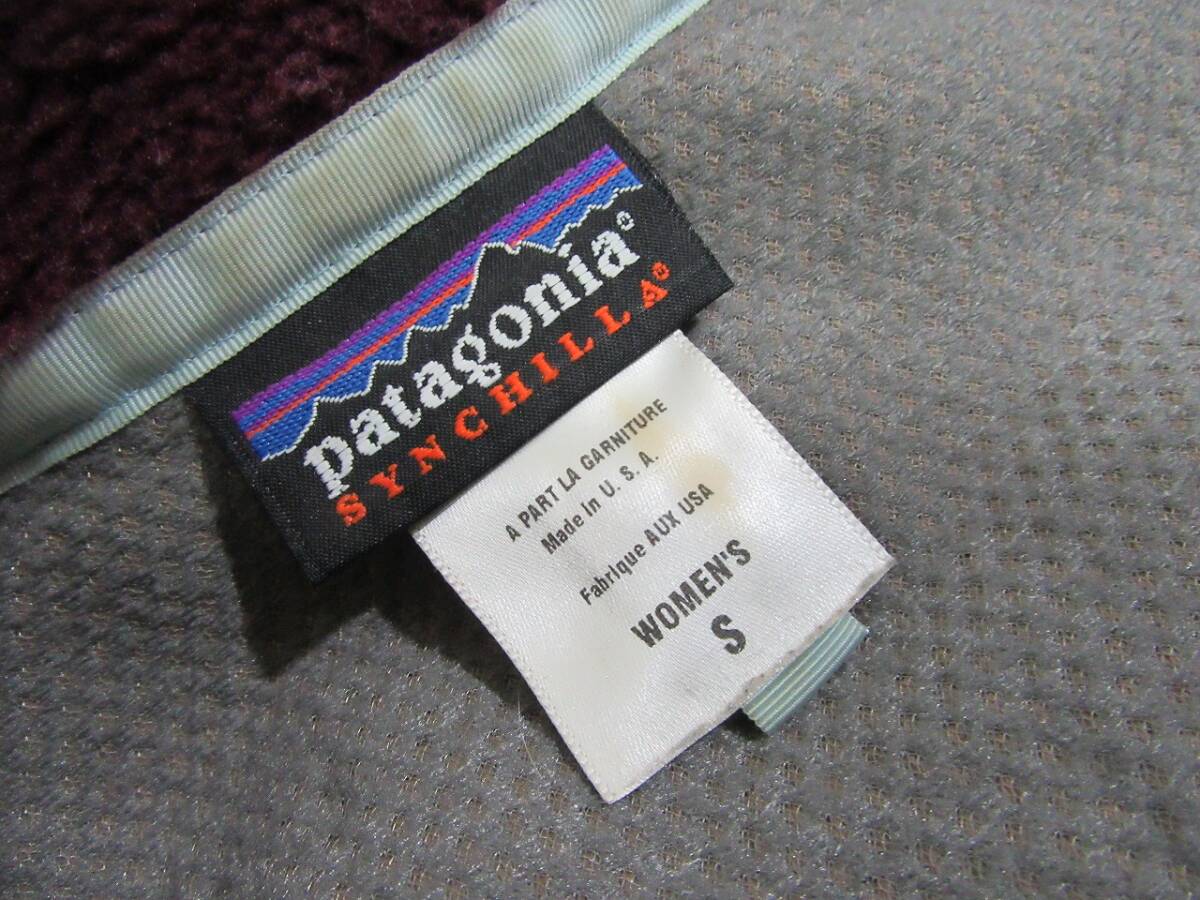 patagonia®
SYNCHILLA®
A PART LA GARNITURE
Made In U. S. A.
Fabrique AUX USA
WOMEN'S
S